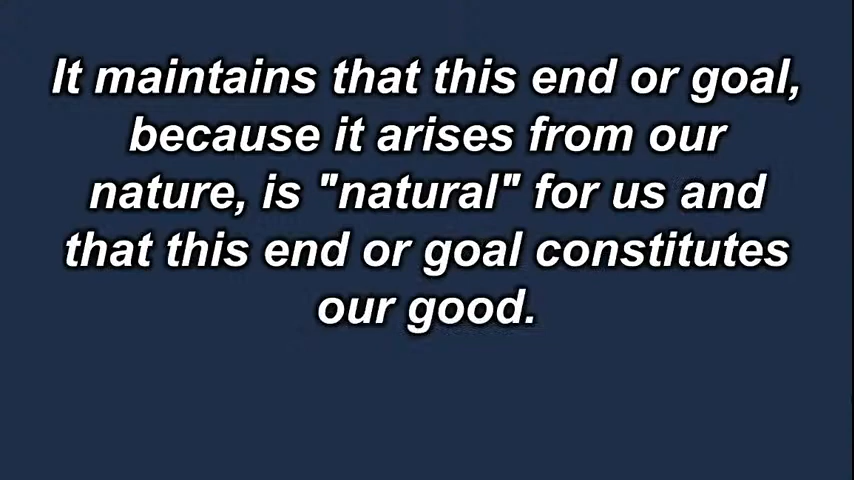 It maintains that this end or goal,
because it arises from our
nature, is "natural" for us and
that this end or goal constitutes
our good.